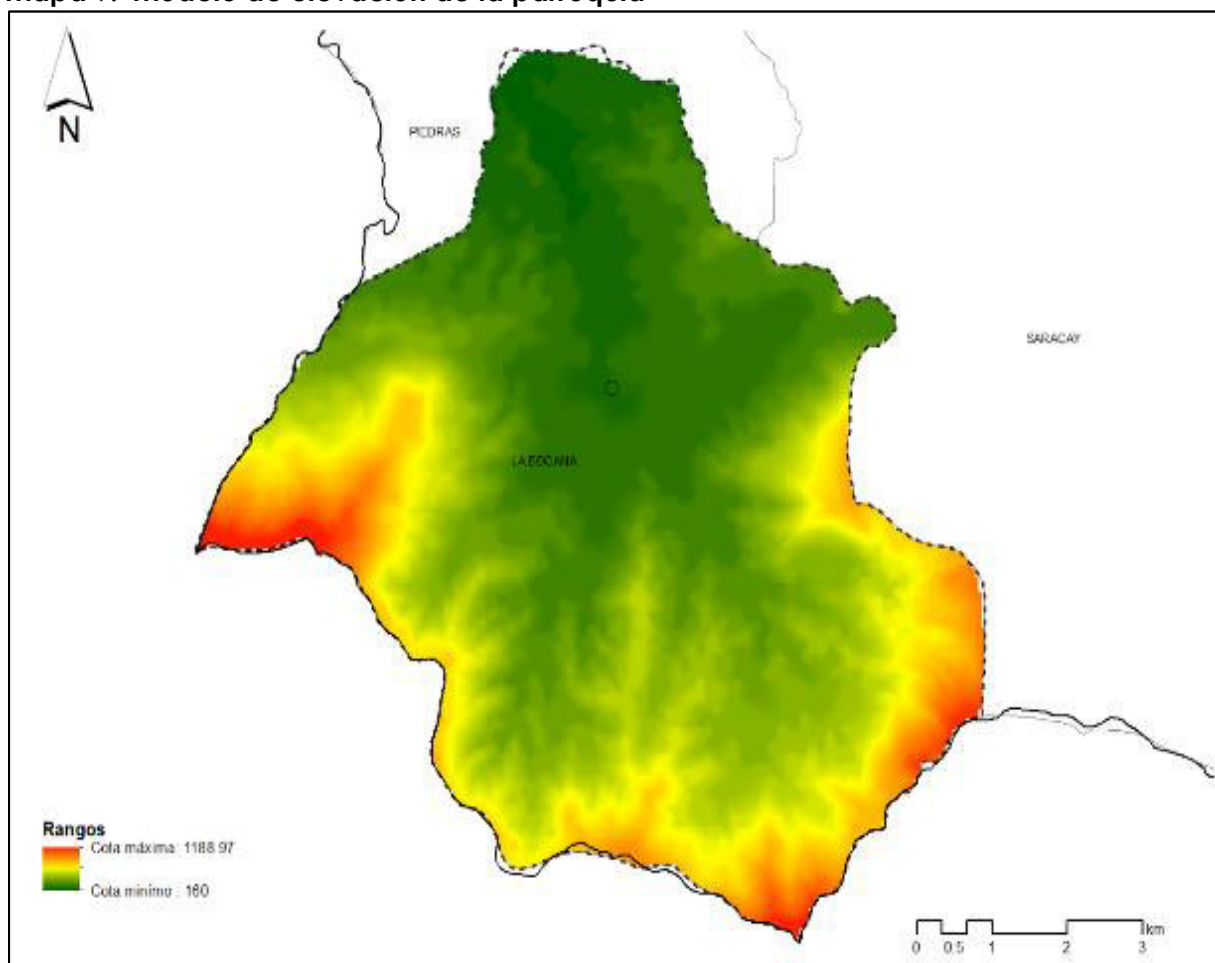 N
PIEDRAS
SARACAY
LA BOCANA
Rangos
Cota máxima: 1188.97
Cota mínimo : 160
km
0 0.5 1 2 3